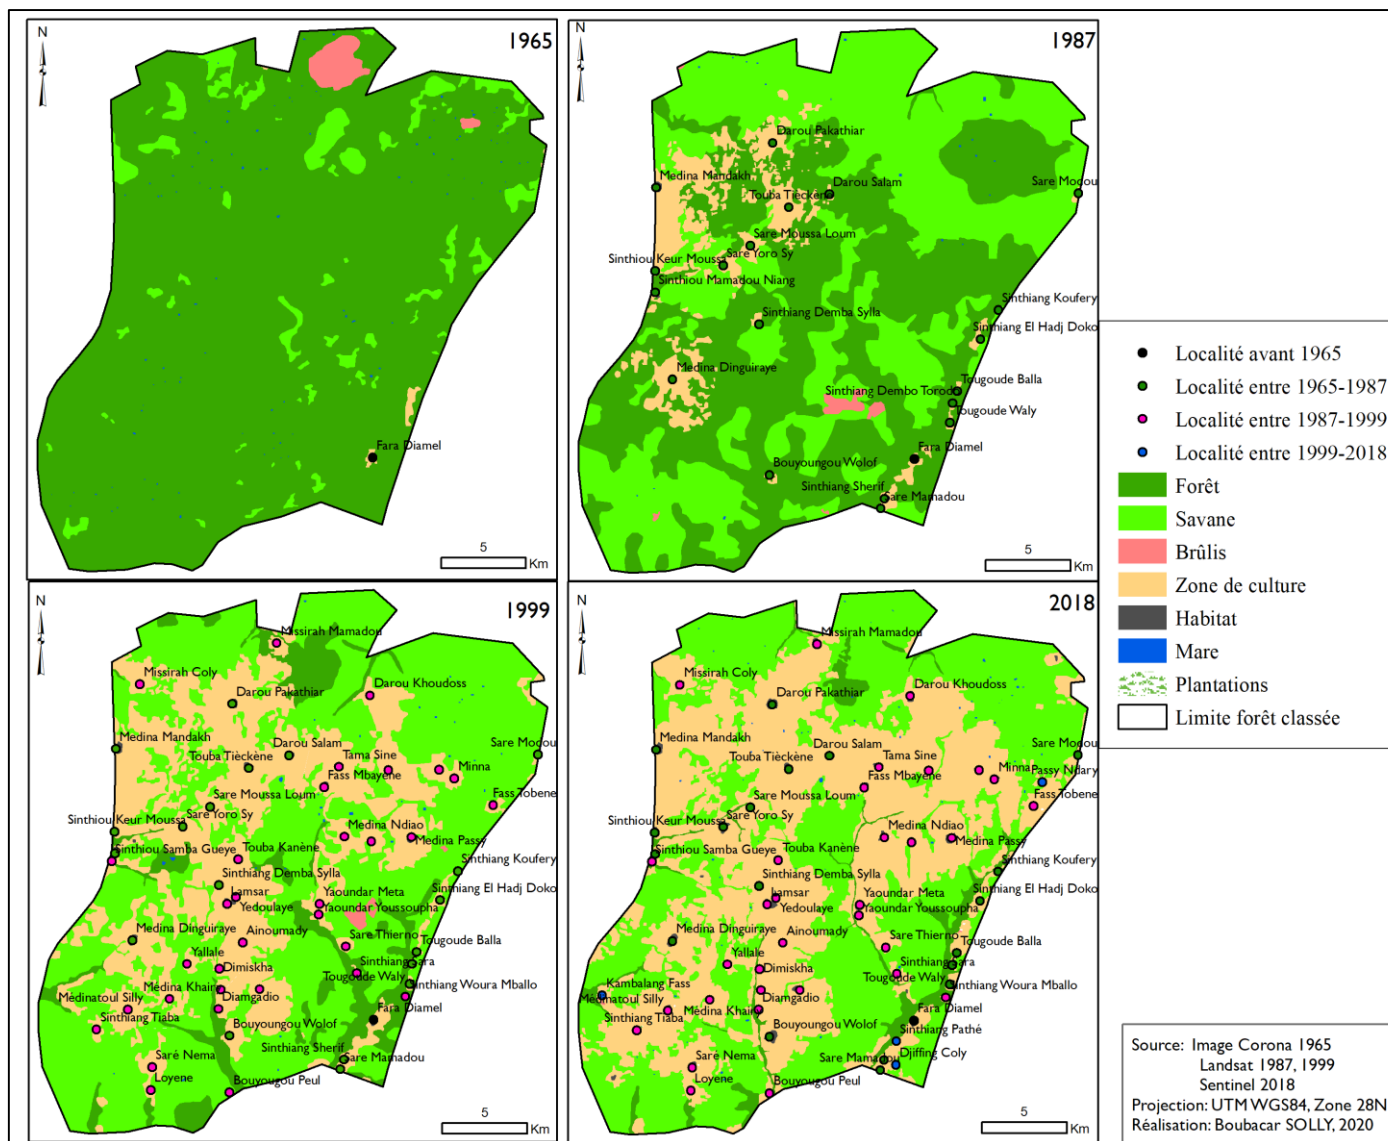 1965
N
Fara Diamel
5
Km
1987
N
Darou Pakathiar
Medina Mandakh
Darou Salam
Touba Tièckène
Sare Modou
Sare Moussa Loum
Sinthiou Keur Moussa
Sare Yoro Sy
Sinthiou Mamadou Niang
Sinthiang Koufery
Sinthiang Demba Sylla
Sinthiang El Hadj Doko
Medina Dinguiraye
Tougoude Balla
Sinthiang Dembo Torodo
Tougoude Waly
Fara Diamel
Bouyoungou Wolof
Sinthiang Sherif
Sare Mamadou
5
Km
1999
N
Missirah Mamadou
Missirah Coly
Darou Pakathiar
Darou Khoudoss
Medina Mandakh
Darou Salam
Sare Modou
Touba Tièckène
Tama Sine
Fass Mbayene
Minna
Sare Moussa Loum
Fass Tobene
Sinthiou Keur Moussa
Sare Yoro Sy
Medina Ndiao
Medina Passy
Sinthiou Samba Gueye
Touba Kanène
Sinthiang Koufery
Sinthiang Demba Sylla
Lamsar
Sinthiang El Hadj Doko
Yedoulaye
Yaoundar Meta
Yaoundar Youssoupha
Medina Dinguiraye
Ainoumady
Sare Thierno
Tougoude Balla
Yallale
Dimiskha
Sinthiang Sara
Tougoude Waly
Sinthiang Woura Mballo
Médina Khaire
Médinatoul Silly
Diamgadio
Fara Diamel
Sinthiang Tiaba
Bouyoungou Wolof
Sinthiang Sherif
Saré Nema
Sare Mamadou
Loyene
Bouyougou Peul
5
Km
2018
N
Missirah Mamadou
Missirah Coly
Darou Pakathiar
Darou Khoudoss
Medina Mandakh
Darou Salam
Sare Modou
Touba Tièckène
Tama Sine
Fass Mbayene
Minna
Passy Ndary
Sare Moussa Loum
Fass Tobene
Sinthiou Keur Moussa
Sare Yoro Sy
Medina Ndiao
Medina Passy
Sinthiou Samba Gueye
Touba Kanène
Sinthiang Koufery
Sinthiang Demba Sylla
Lamsar
Yaoundar Meta
Sinthiang El Hadj Doko
Yedoulaye
Yaoundar Youssoupha
Medina Dinguiraye
Ainoumady
Sare Thierno
Tougoude Balla
Yallale
Dimiskha
Sinthiang Sara
Kambalang Fass
Tougoude Waly
Sinthiang Woura Mballo
Médinatoul Silly
Diamgadio
Médina Khaire
Fara Diamel
Sinthiang Tiaba
Bouyoungou Wolof
Sinthiang Pathé
Saré Nema
Sare Mamadou
Djiffing Coly
Loyene
Bouyougou Peul
5
Km
Localité avant 1965
Localité entre 1965-1987
Localité entre 1987-1999
Localité entre 1999-2018
Forêt
Savane
Brûlis
Zone de culture
Habitat
Mare
Plantations
Limite forêt classée
Source: Image Corona 1965
Landsat 1987, 1999
Sentinel 2018
Projection: UTM WGS84, Zone 28N
Réalisation: Boubacar SOLLY, 2020